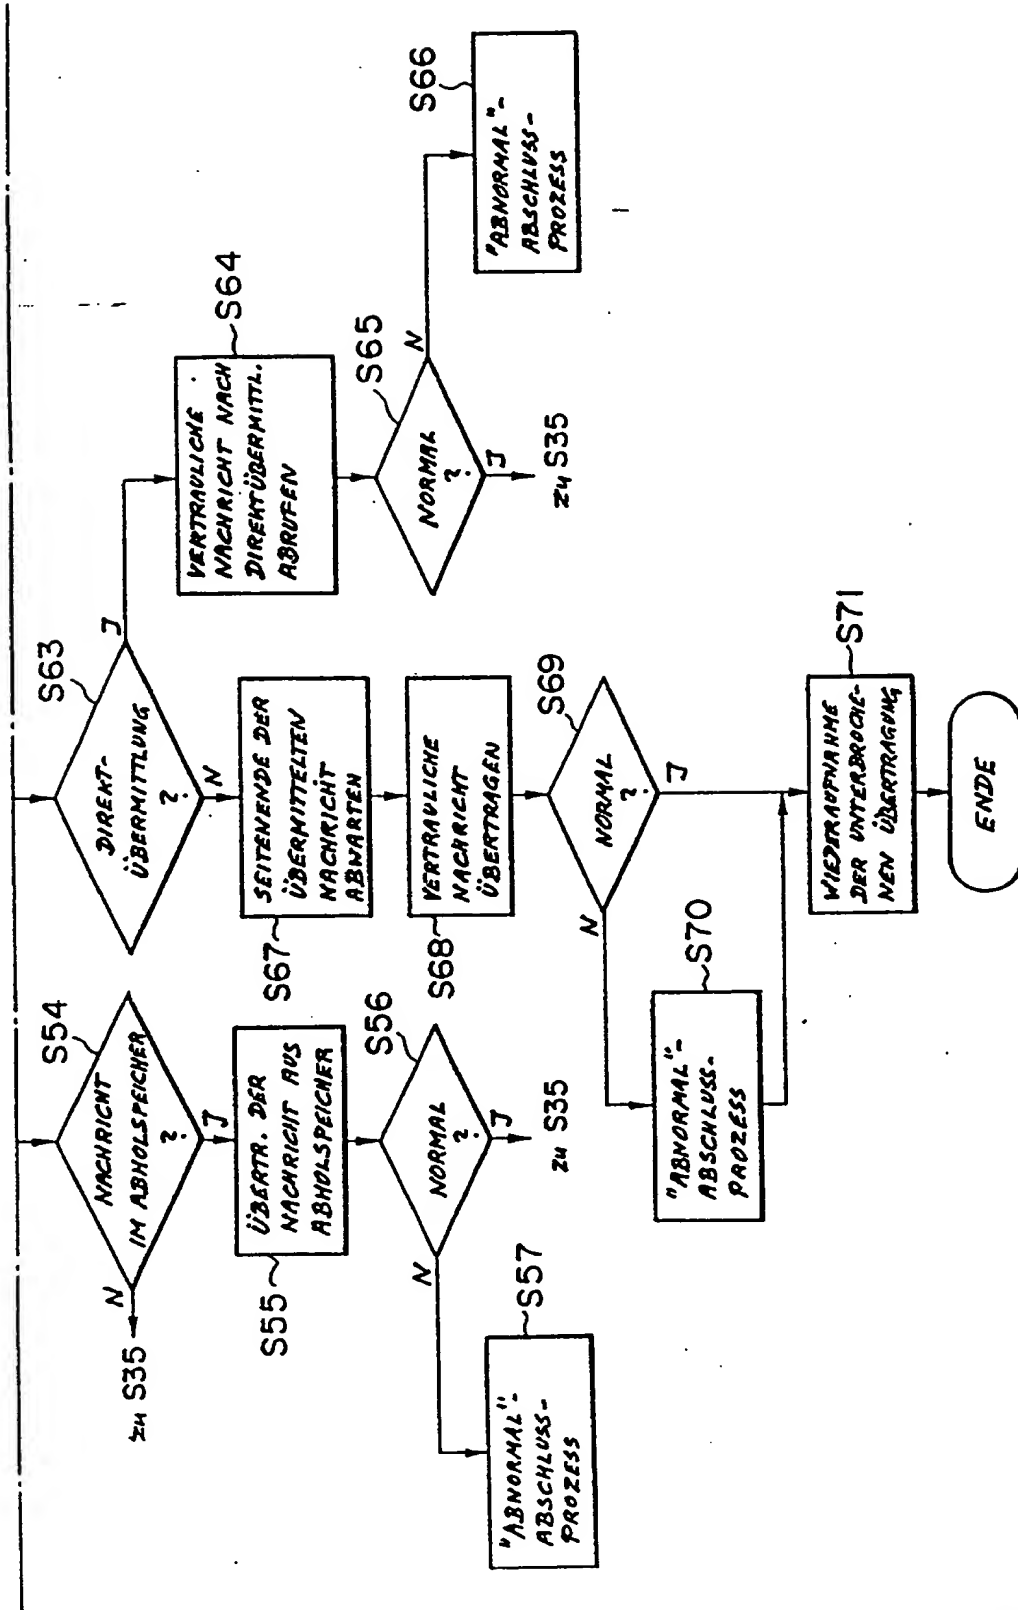 S54
NACHRICHT
IM ABHOLSPEICHER
?
N
zu S35
J
S55
ÜBERTR. DER
NACHRICHT AUS
ABHOLSPEICHER
S56
NORMAL
?
J
zu S35
N
S57
"ABNORMAL"-
ABSCHLUSS-
PROZESS
S63
DIREKT-
ÜBERMITTLUNG
?
J
N
S64
VERTRAULICHE
NACHRICHT NACH
DIREKTÜBERMITTL.
ABRUFEN
S65
NORMAL
?
J
zu S35
N
S66
"ABNORMAL"-
ABSCHLUSS-
PROZESS
S67
SEITENENDE DER
ÜBERMITTELTEN
NACHRICHT
ABWARTEN
S68
VERTRAULICHE
NACHRICHT
ÜBERTRAGEN
S69
NORMAL
?
J
N
S70
"ABNORMAL"-
ABSCHLUSS-
PROZESS
S71
WIEDERAUFNAHME
DER UNTERBROCHE-
NEN ÜBERTRAGUNG
ENDE